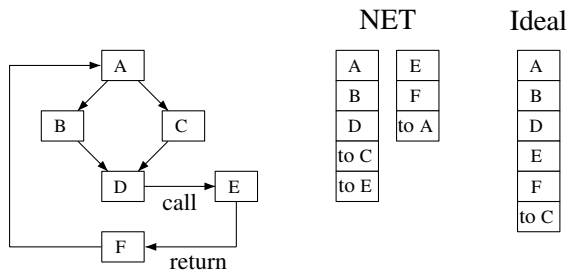 NET Ideal
A A E A
B C B F B
D to A D
D E to C E
call to E F
F to C
return